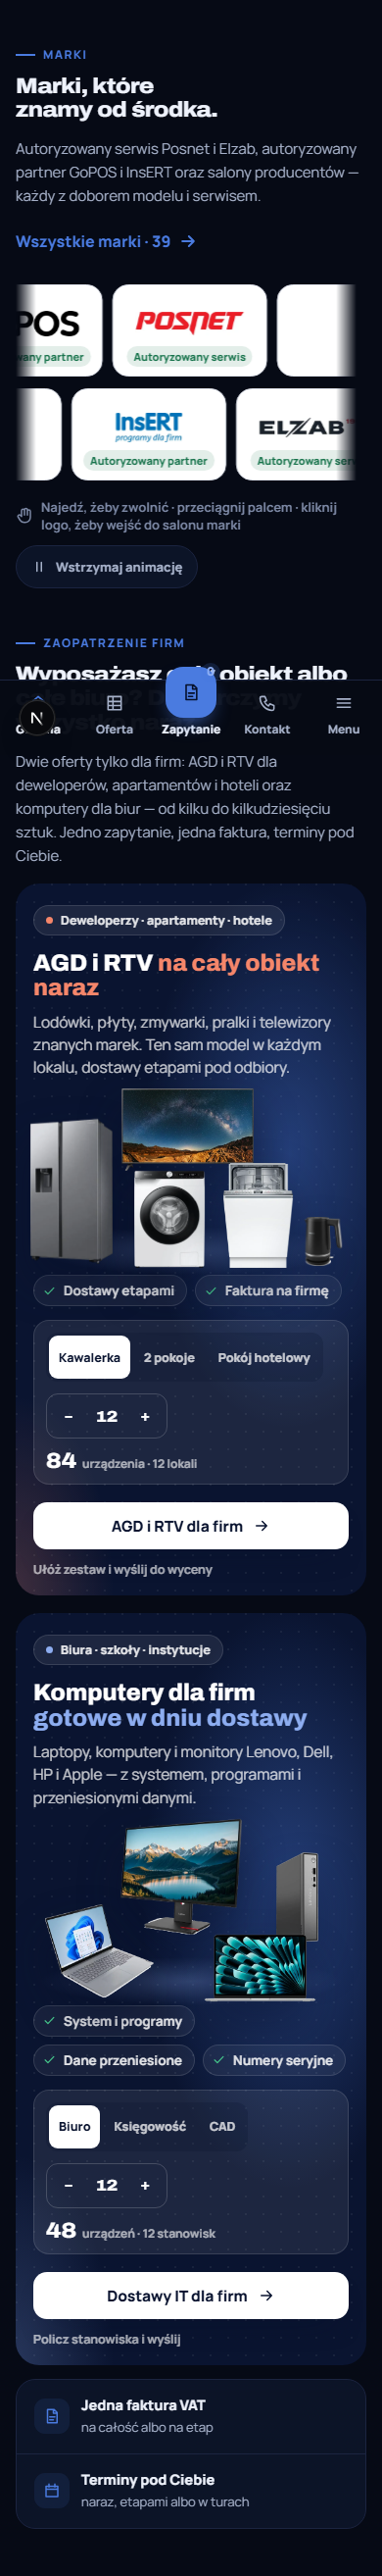 MARKI
Marki, które
znamy od środka.
Autoryzowany serwis Posnet i Elzab, autoryzowany
partner GoPOS i InsERT oraz salony producentów —
każdy z doborem modelu i serwisem.
Wszystkie marki · 39 →
POS
partner
POSNET
Autoryzowany serwis
InsERT
programy dla firm
Autoryzowany partner
ELZAB
Autoryzowany
Najedź, żeby zwolnić · przeciągnij palcem · kliknij
logo, żeby wejść do salonu marki
Wstrzymaj animację
ZAOPATRZENIE FIRM
Wyposażasz cały obiekt albo
N
Oferta
Zapytanie
Kontakt
Menu
Dwie oferty tylko dla firm: AGD i RTV dla
deweloperów, apartamentów i hoteli oraz
komputery dla biur — od kilku do kilkudziesięciu
sztuk. Jedno zapytanie, jedna faktura, terminy pod
Ciebie.
Deweloperzy · apartamenty · hotele
AGD i RTV na cały obiekt
naraz
Lodówki, płyty, zmywarki, pralki i telewizory
znanych marek. Ten sam model w każdym
lokalu, dostawy etapami pod odbiory.
Dostawy etapami
Faktura na firmę
Kawalerka
2 pokoje
Pokój hotelowy
− 12 +
84 urządzenia · 12 lokali
AGD i RTV dla firm →
Ułóż zestaw i wyślij do wyceny
Biura · szkoły · instytucje
Komputery dla firm
gotowe w dniu dostawy
Laptopy, komputery i monitory Lenovo, Dell,
HP i Apple — z systemem, programami i
przeniesionymi danymi.
System i programy
Dane przeniesione
Numery seryjne
Biuro
Księgowość
CAD
− 12 +
48 urządzeń · 12 stanowisk
Dostawy IT dla firm →
Policz stanowiska i wyślij
Jedna faktura VAT
na całość albo na etap
Terminy pod Ciebie
naraz, etapami albo w turach